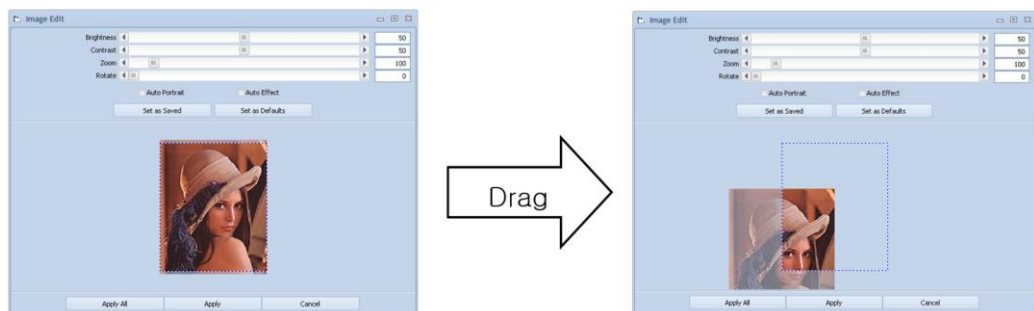 Image Edit
Brightness 50
Contrast 50
Zoom 100
Rotate 0
Auto Portrait Auto Effect
Set as Saved Set as Defaults
Apply All Apply Cancel
Drag
Image Edit
Brightness 50
Contrast 50
Zoom 100
Rotate 0
Auto Portrait Auto Effect
Set as Saved Set as Defaults
Apply All Apply Cancel